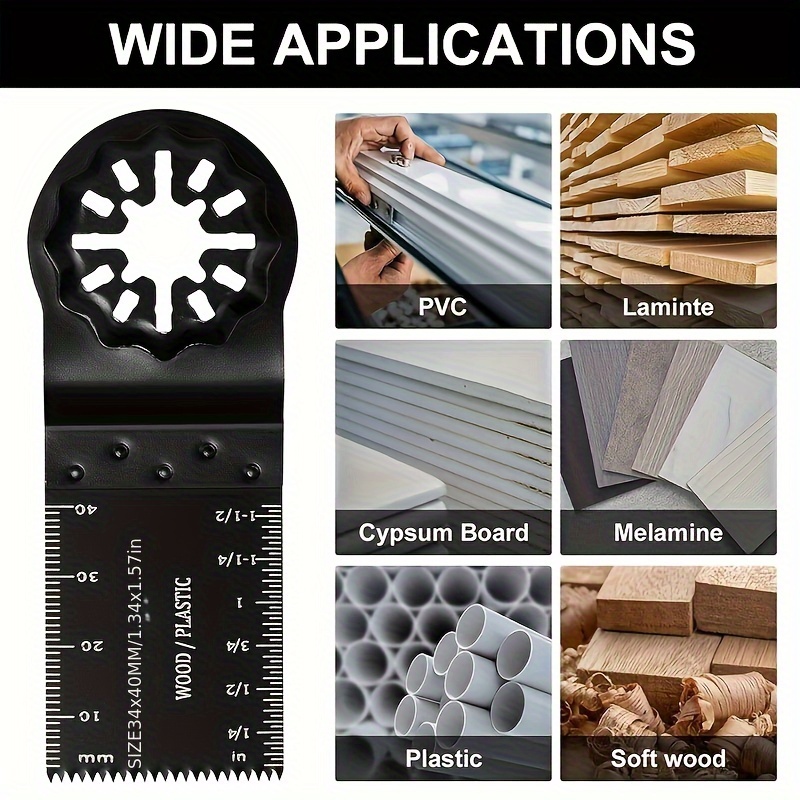 WIDE APPLICATIONS
40
30
20
10
mm
SIZE34x40MM/1.34x1.57in
WOOD / PLASTIC
1-1/2
1-1/4
1
3/4
1/2
1/4
in
PVC
Laminte
Cypsum Board
Melamine
Plastic
Soft wood